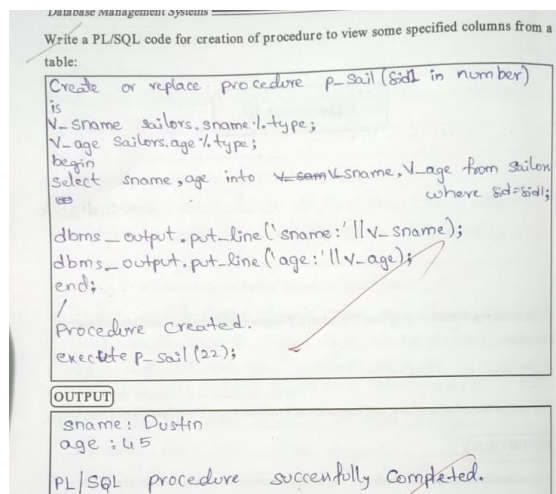 Database Management Systems
Write a PL/SQL code for creation of procedure to view some specified columns from a
table:
Create or replace procedure p_sail (sid1 in number)
is
V_sname sailors.sname%type;
V_age Sailors.age%type;
begin
select sname, age into V_sname, V_age from Sailors
where sid=sid1;
dbms_output.put_line('sname:'||v_sname);
dbms_output.put_line('age:'||v_age);
end;
/
Procedure Created.
execute p_sail(22);
OUTPUT
sname: Dustin
age : 45
PL/SQL procedure succenfully completed.